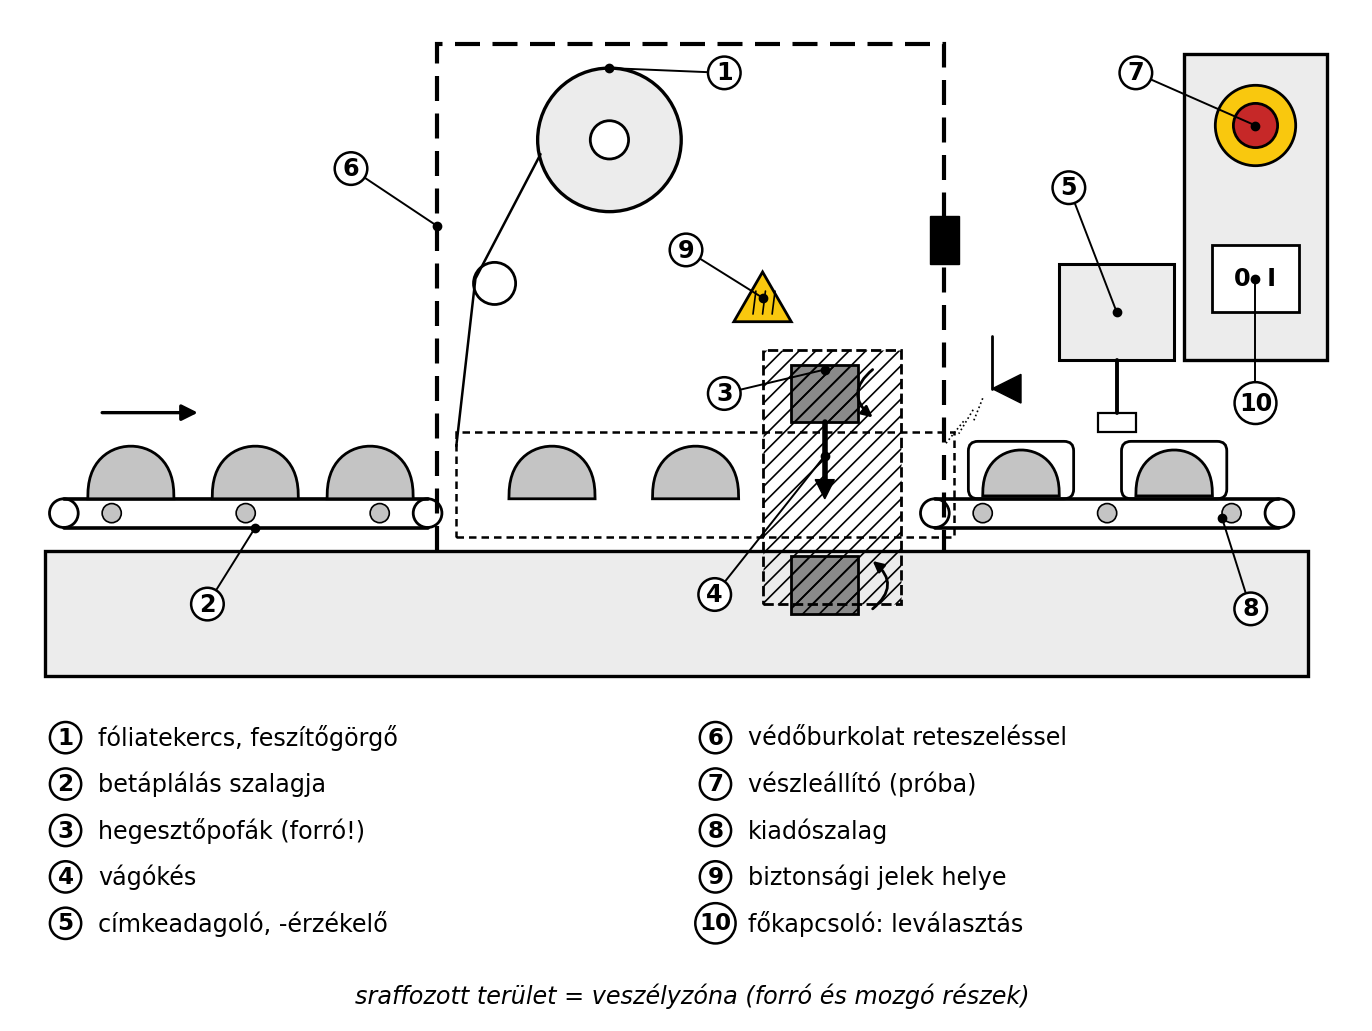 1
7
6
5
9
0 I
3
10
4
2
8
1 fóliatekercs, feszítőgörgő
2 betáplálás szalagja
3 hegesztőpofák (forró!)
4 vágókés
5 címkeadagoló, -érzékelő
6 védőburkolat reteszeléssel
7 vészleállító (próba)
8 kiadószalag
9 biztonsági jelek helye
10 főkapcsoló: leválasztás
sraffozott terület = veszélyzóna (forró és mozgó részek)